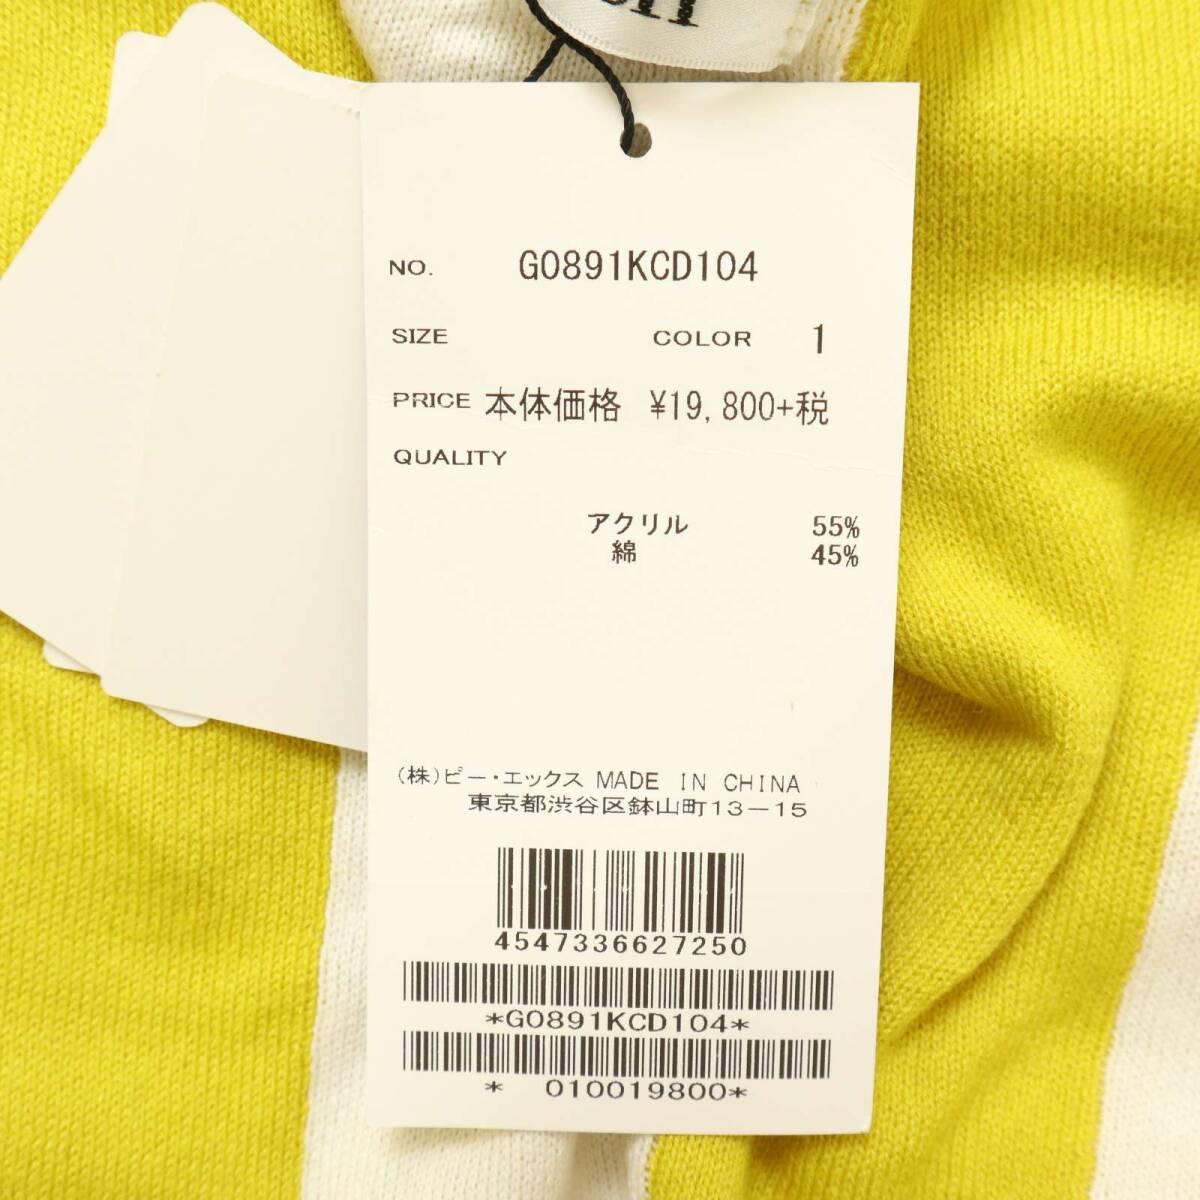 NO. G0891KCD104
SIZE COLOR 1
PRICE 本体価格 ¥19,800+税
QUALITY
アクリル 55%
綿 45%
(株)ピー・エックス MADE IN CHINA
東京都渋谷区鉢山町13-15
4547336627250
*G0891KCD104*
* 010019800*